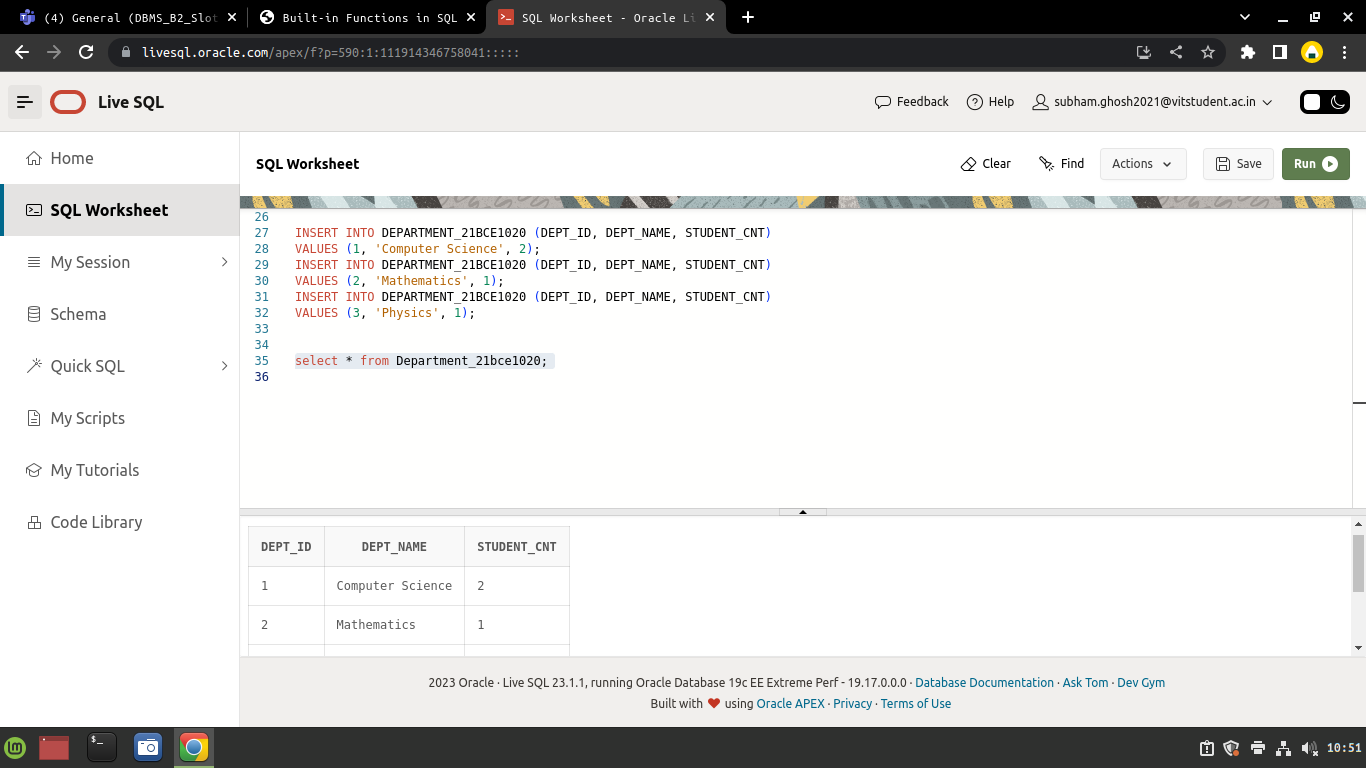 (4) General (DBMS_B2_Slot
Built-in Functions in SQL
SQL Worksheet - Oracle Li
livesql.oracle.com/apex/f?p=590:1:111914346758041:::::
Live SQL
Feedback
Help
subham.ghosh2021@vitstudent.ac.in
Home
SQL Worksheet
My Session
Schema
Quick SQL
My Scripts
My Tutorials
Code Library
SQL Worksheet
Clear
Find
Actions
Save
Run
26
27 INSERT INTO DEPARTMENT_21BCE1020 (DEPT_ID, DEPT_NAME, STUDENT_CNT)
28 VALUES (1, 'Computer Science', 2);
29 INSERT INTO DEPARTMENT_21BCE1020 (DEPT_ID, DEPT_NAME, STUDENT_CNT)
30 VALUES (2, 'Mathematics', 1);
31 INSERT INTO DEPARTMENT_21BCE1020 (DEPT_ID, DEPT_NAME, STUDENT_CNT)
32 VALUES (3, 'Physics', 1);
33
34
35 select * from Department_21bce1020;
36
DEPT_ID DEPT_NAME STUDENT_CNT
1 Computer Science 2
2 Mathematics 1
2023 Oracle · Live SQL 23.1.1, running Oracle Database 19c EE Extreme Perf - 19.17.0.0.0 · Database Documentation · Ask Tom · Dev Gym
Built with ❤ using Oracle APEX · Privacy · Terms of Use
10:51